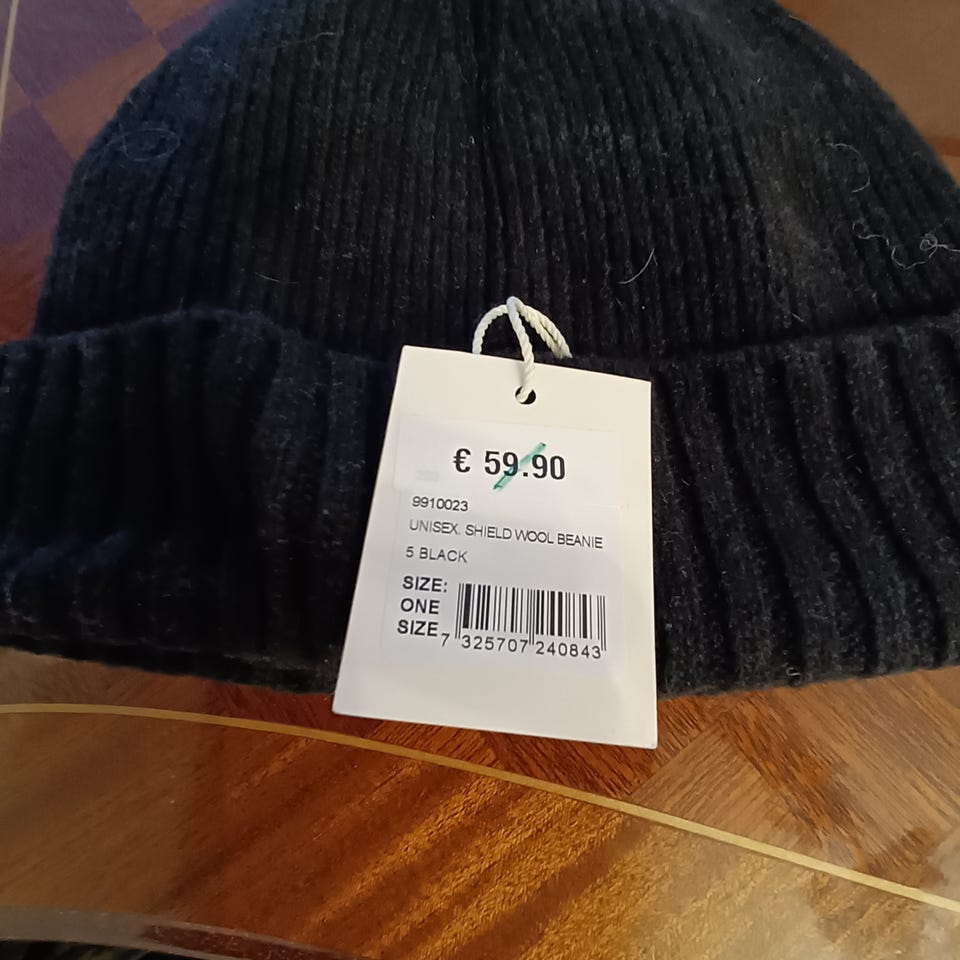 € 59.90
9910023
UNISEX. SHIELD WOOL BEANIE
5 BLACK
SIZE:
ONE
SIZE
7 325707 240843